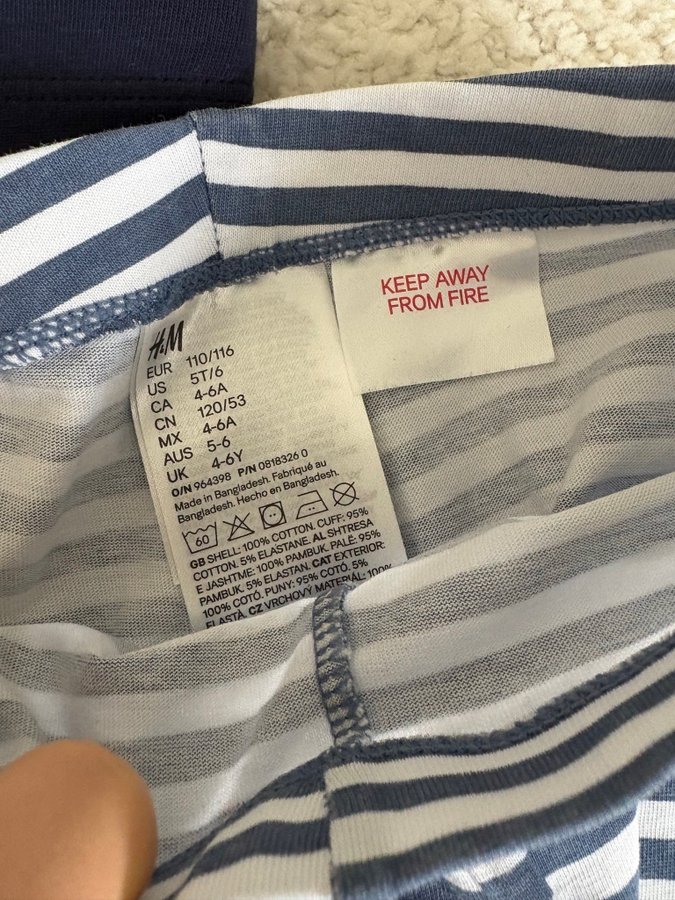 KEEP AWAY
FROM FIRE
H&M
EUR 110/116
US 5T/6
CA 4-6A
CN 120/53
MX 4-6A
AUS 5-6
UK 4-6Y
O/N 964398 P/N 0818326 0
Made in Bangladesh. Fabriqué au
Bangladesh. Hecho en Bangladesh.
60
GB SHELL: 100% COTTON. CUFF: 95%
COTTON. 5% ELASTANE. AL SHTRESA
E JASHTME: 100% PAMBUK. PALË: 95%
PAMBUK. 5% ELASTAN. CAT EXTERIOR:
100% COTÓ. PUNY: 95% COTÓ. 5%
ELASTÀ. CZ VRCHOVÝ MATERIÁL: 100%